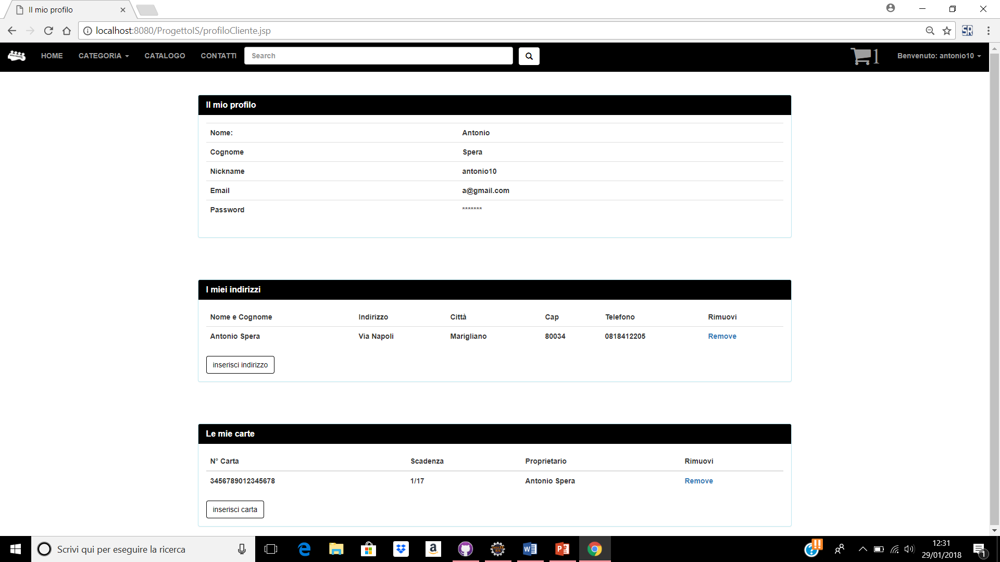 Il mio profilo
localhost:8080/ProgettoIS/profiloCliente.jsp
SR
HOME CATEGORIA CATALOGO CONTATTI Search 1 Benvenuto: antonio10
Il mio profilo
Nome: Antonio
Cognome Spera
Nickname antonio10
Email a@gmail.com
Password *******
I miei indirizzi
Nome e Cognome Indirizzo Città Cap Telefono Rimuovi
Antonio Spera Via Napoli Marigliano 80034 0818412205 Remove
inserisci indirizzo
Le mie carte
N° Carta Scadenza Proprietario Rimuovi
3456789012345678 1/17 Antonio Spera Remove
inserisci carta
Scrivi qui per eseguire la ricerca
12:31
29/01/2018
1